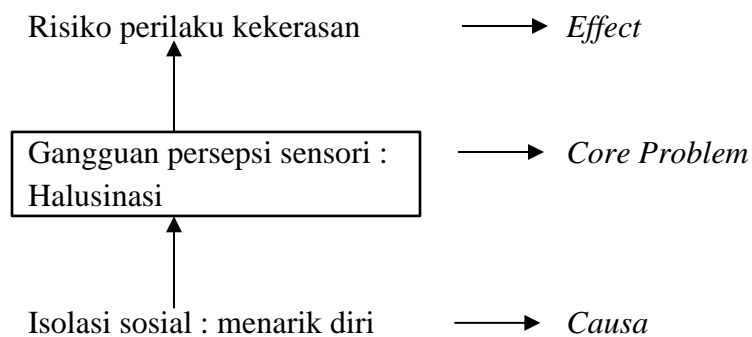 Risiko perilaku kekerasan Effect
Gangguan persepsi sensori : Core Problem
Halusinasi
Isolasi sosial : menarik diri Causa